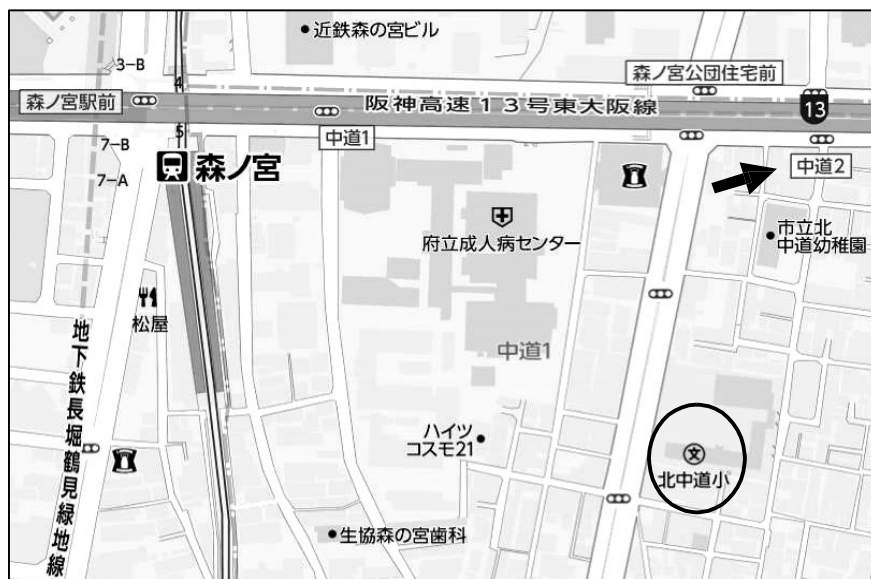 近鉄森の宮ビル
3-B
4
森ノ宮公団住宅前
森ノ宮駅前
阪神高速13号東大阪線
13
5
中道1
7-B
中道2
森ノ宮
7-A
府立成人病センター
市立北
中道幼稚園
松屋
中道1
地下鉄長堀鶴見緑地線
ハイツ
コスモ21
文
北中道小
生協森の宮歯科